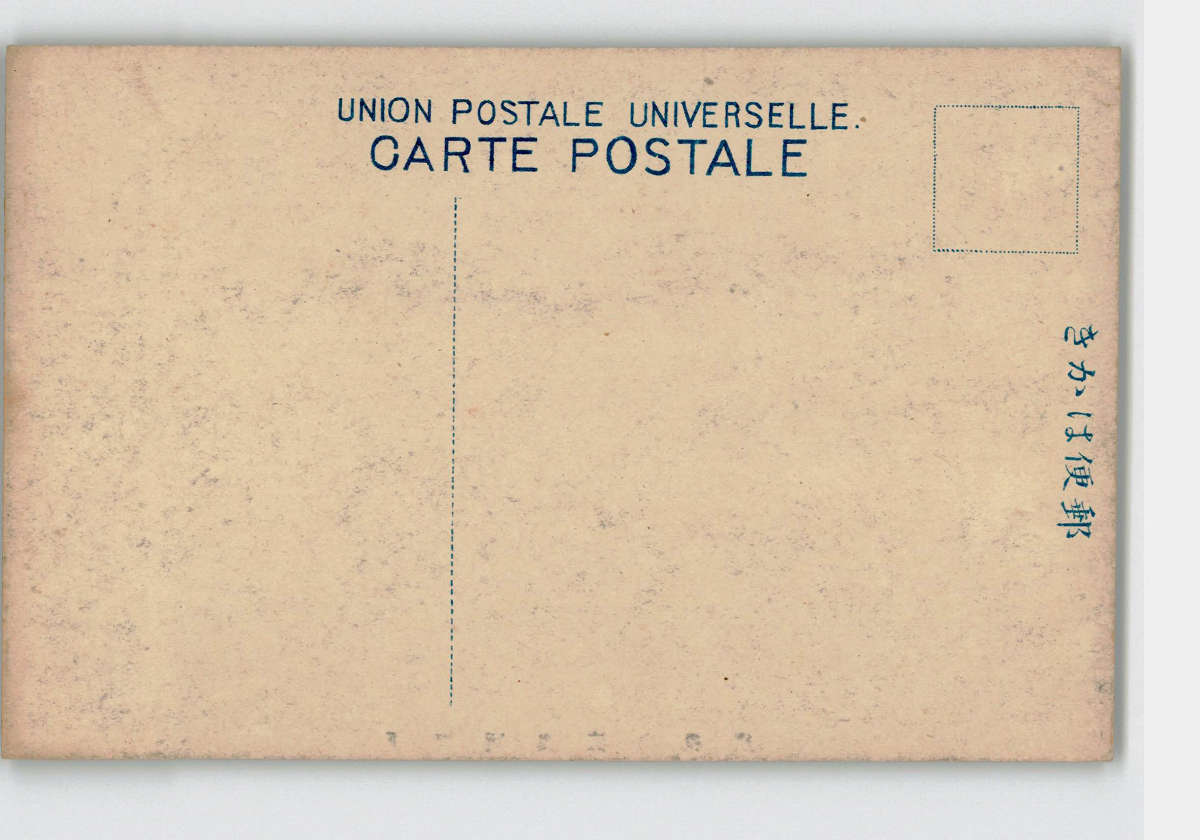 UNION POSTALE UNIVERSELLE.
CARTE POSTALE
きかは便郵